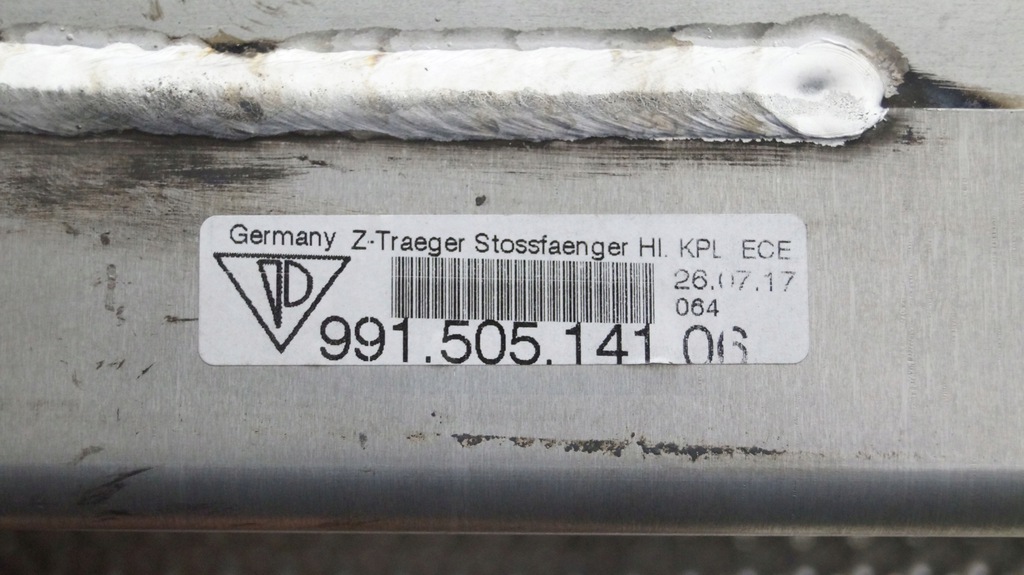 Germany Z-Traeger Stossfaenger HI. KPL ECE
26.07.17
064
991.505.141.06